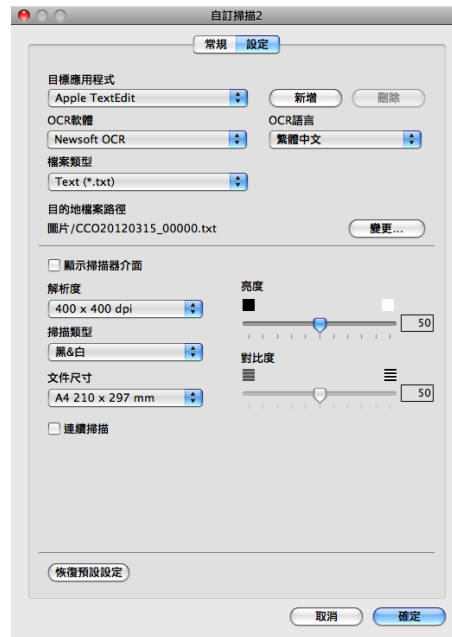 自訂掃描2
常規 設定
目標應用程式
Apple TextEdit 新增 刪除
OCR軟體 OCR語言
Newsoft OCR 繁體中文
檔案類型
Text (*.txt)
目的地檔案路徑
圖片/CCO20120315_00000.txt 變更...
顯示掃描器介面
解析度 亮度
400 x 400 dpi 50
掃描類型
黑&白 對比度
文件尺寸
A4 210 x 297 mm 50
連續掃描
恢復預設設定
取消 確定